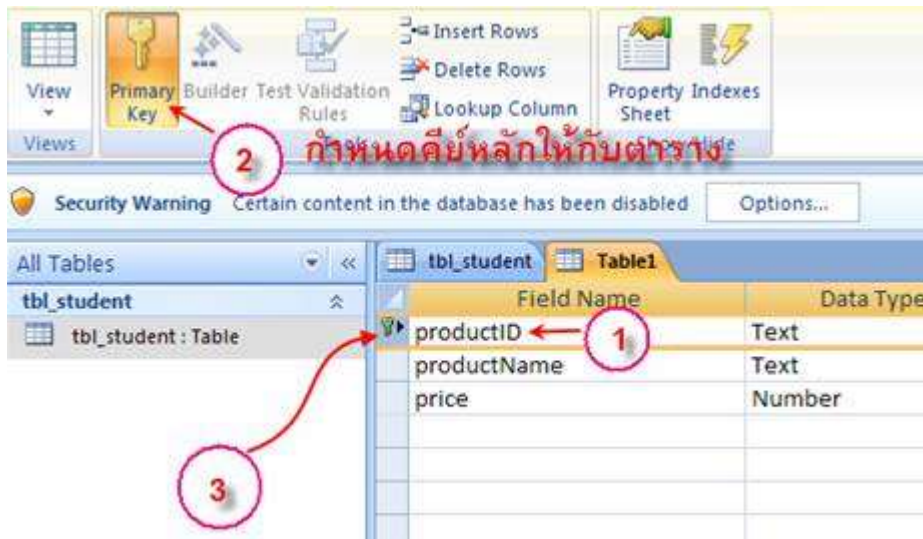 Insert Rows
Delete Rows
Lookup Column
View
Primary Key
Builder
Test Validation Rules
Property Sheet
Indexes
Views
2
กำหนดคีย์หลักให้กับตาราง
Security Warning Certain content in the database has been disabled Options...
All Tables
tbl_student Table1
tbl_student
Field Name Data Type
tbl_student : Table
productID 1 Text
productName Text
price Number
3